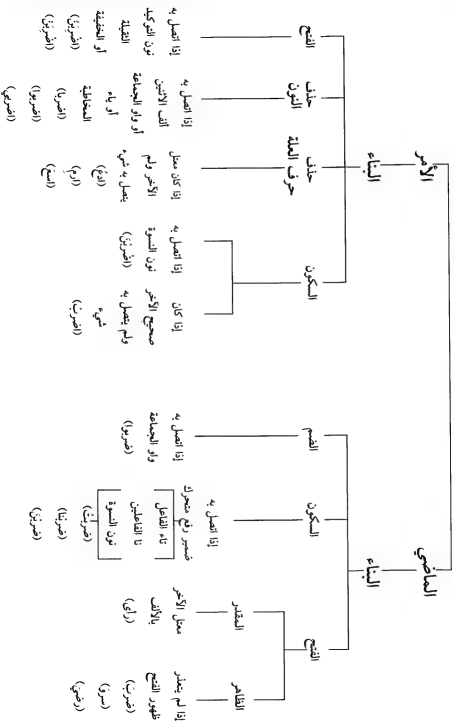 الماضي
البناء
الفتح
الظاهر
إذا لم يتعذر
ظهور الفتح
(ضربَ)
(سروَ)
(رضيَ)
المقدر
معتل الآخر
بالألف
(رأى)
السكون
إذا اتصل به
ضمير رفع متحرك
تاء الفاعل
نا الفاعلين
نون النسوة
(ضربْتُ)
(ضربْنا)
(ضربْنَ)
الضم
إذا اتصل به
واو الجماعة
(ضربوا)
الأمر
البناء
السكون
إذا كان
صحيح الآخر
ولم يتصل به
شيء
(اضربْ)
إذا اتصل به
نون النسوة
(اضربْنَ)
حذف
حرف العلة
إذا كان معتل
الآخر ولم
يتصل به شيء
(ادعُ)
(ارمِ)
(اسعَ)
حذف
النون
إذا اتصل به
ألف الاثنين
أو واو الجماعة
أو ياء
المخاطبة
(اضربا)
(اضربوا)
(اضربي)
الفتح
إذا اتصل به
نون التوكيد
الثقيلة
أو الخفيفة
(اضربَنَّ)
(اضربَنْ)